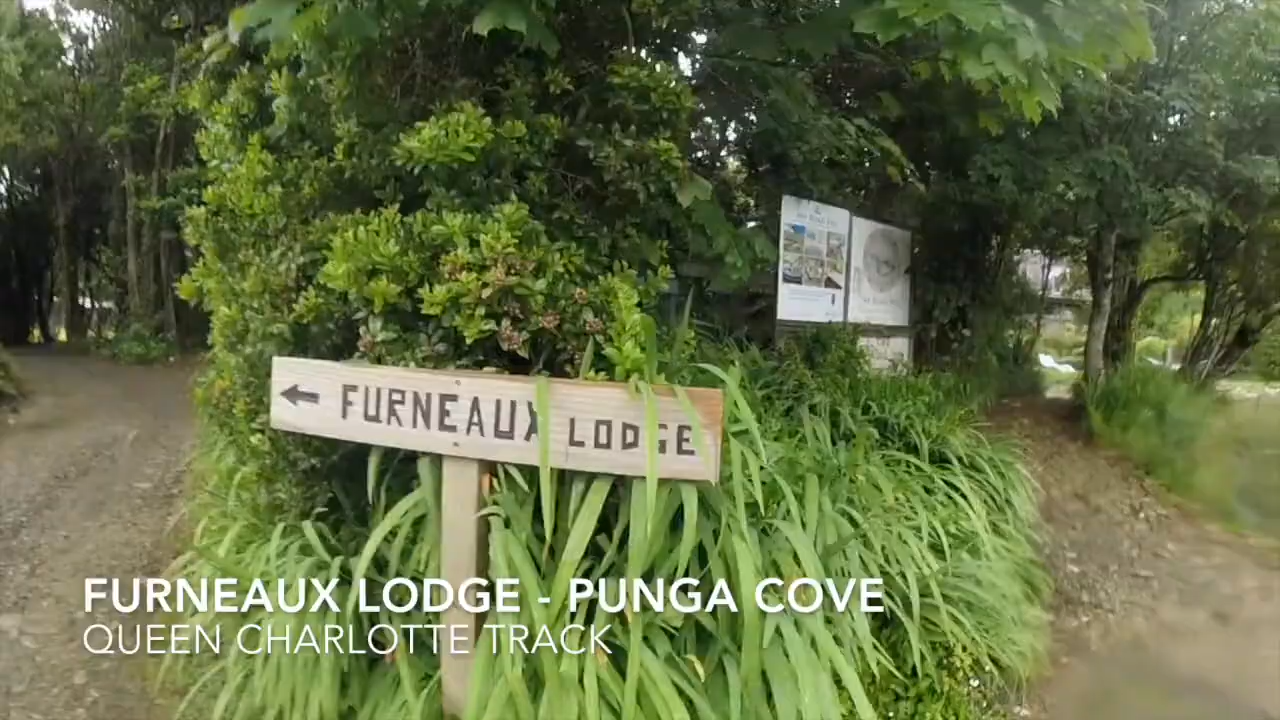 ← FURNEAUX LODGE
FURNEAUX LODGE - PUNGA COVE
QUEEN CHARLOTTE TRACK